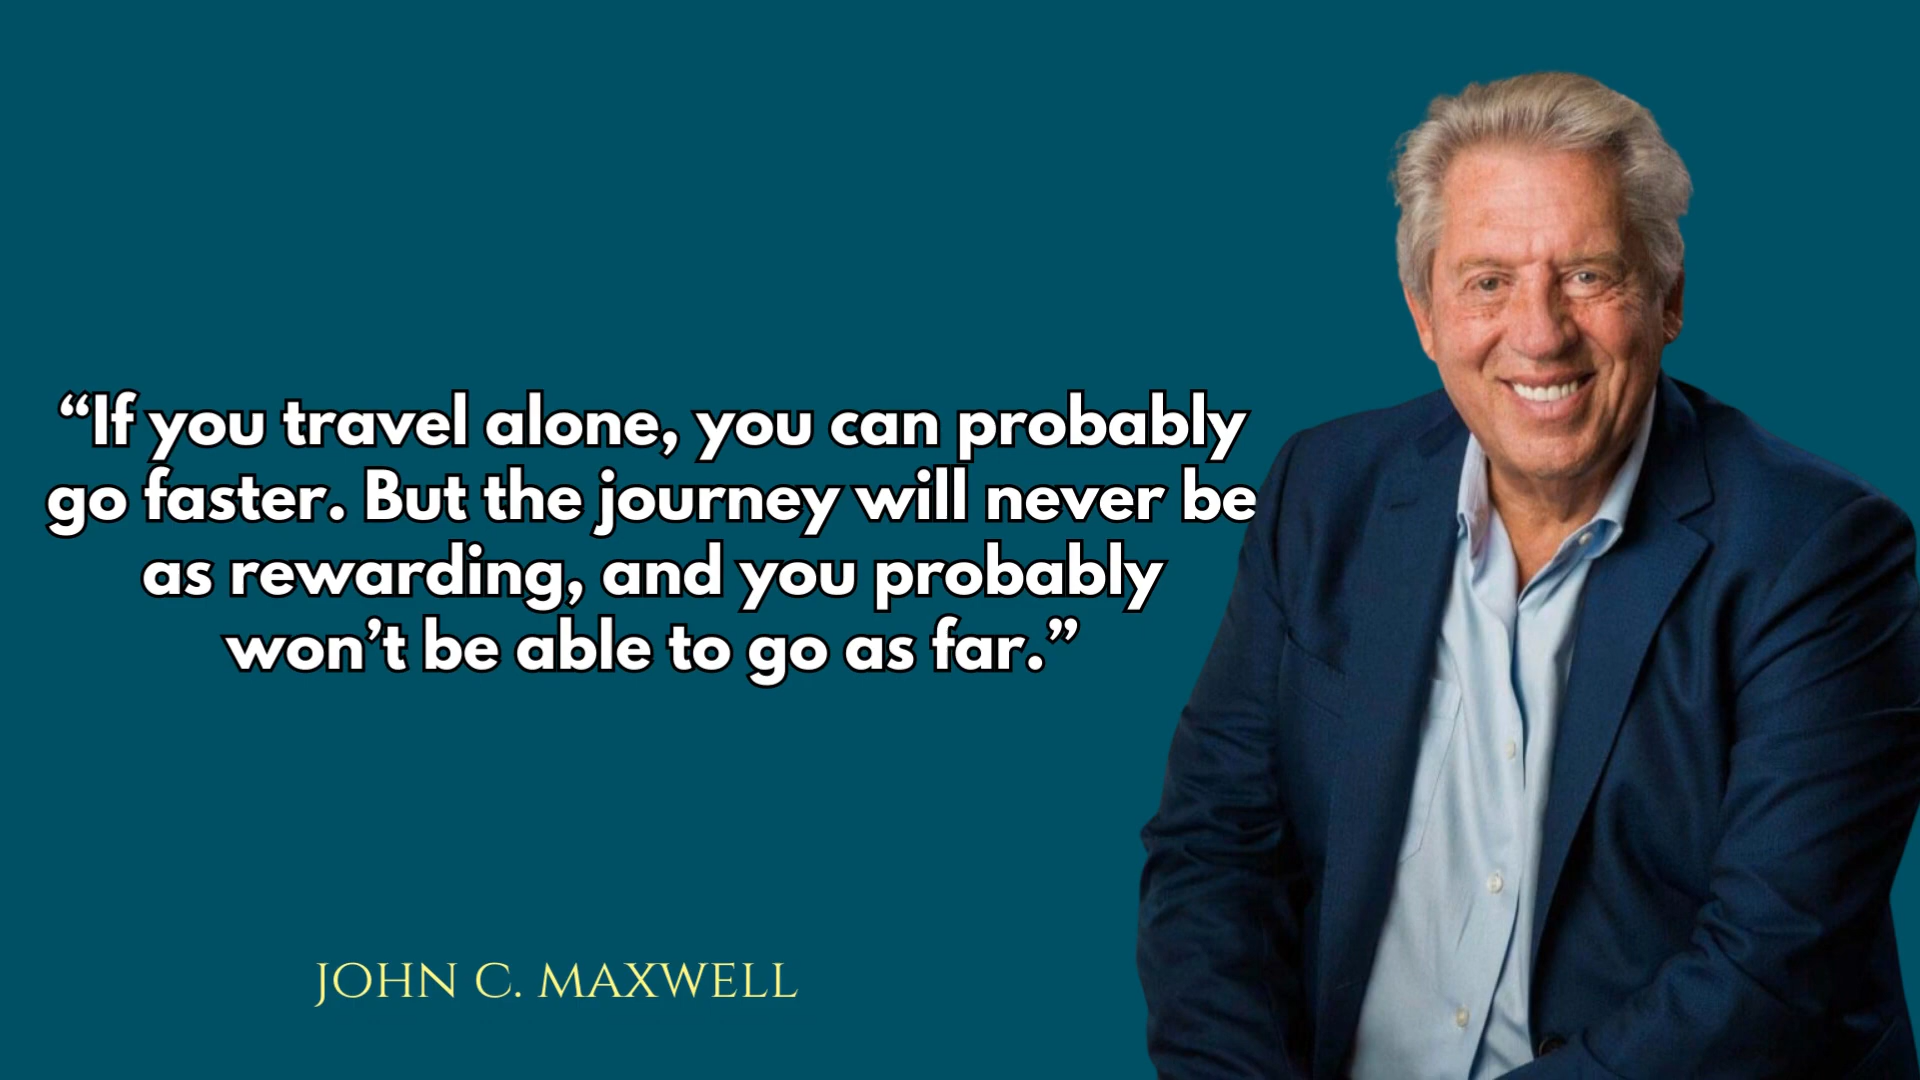 “If you travel alone, you can probably
go faster. But the journey will never be
as rewarding, and you probably
won’t be able to go as far.”
JOHN C. MAXWELL